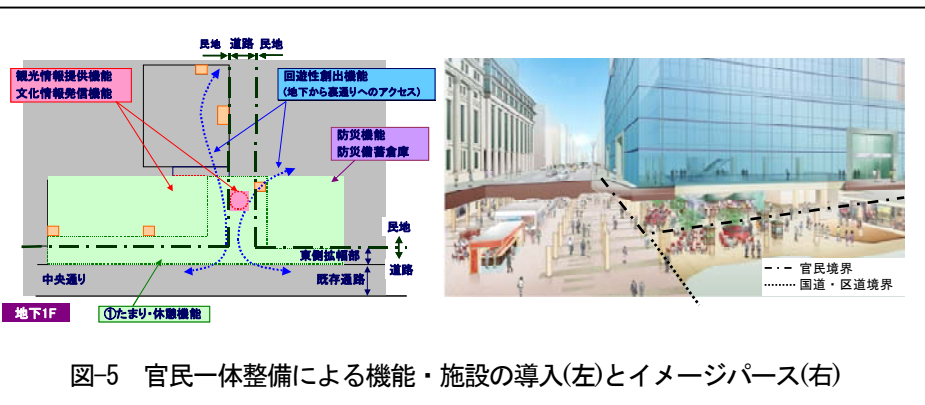 民地 道路 民地
観光情報提供機能
文化情報発信機能
回遊性創出機能
(地下から裏通りへのアクセス)
防災機能
防災備蓄倉庫
民地
道路
東側拡幅部
中央通り
既存通路
地下1F
①たまり・休憩機能
官民境界
国道・区道境界
図-5 官民一体整備による機能・施設の導入(左)とイメージパース(右)